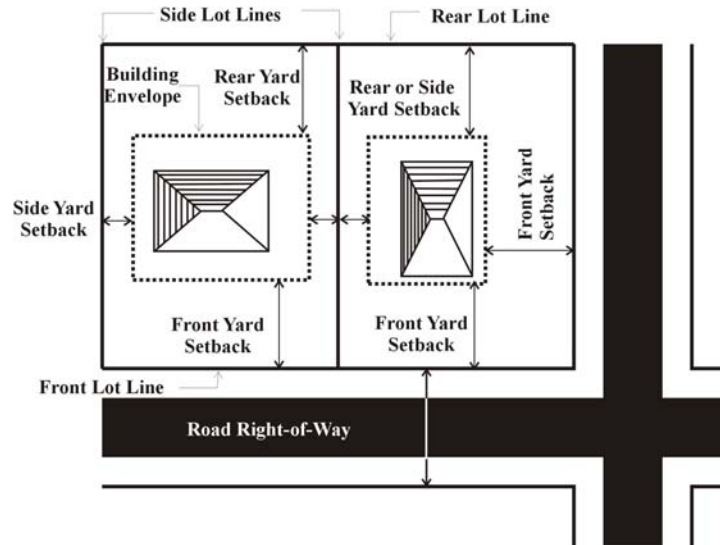 Side Lot Lines
Rear Lot Line
Building
Envelope
Rear Yard
Setback
Rear or Side
Yard Setback
Side Yard
Setback
Front Yard
Setback
Front Yard
Setback
Front Yard
Setback
Front Lot Line
Road Right-of-Way